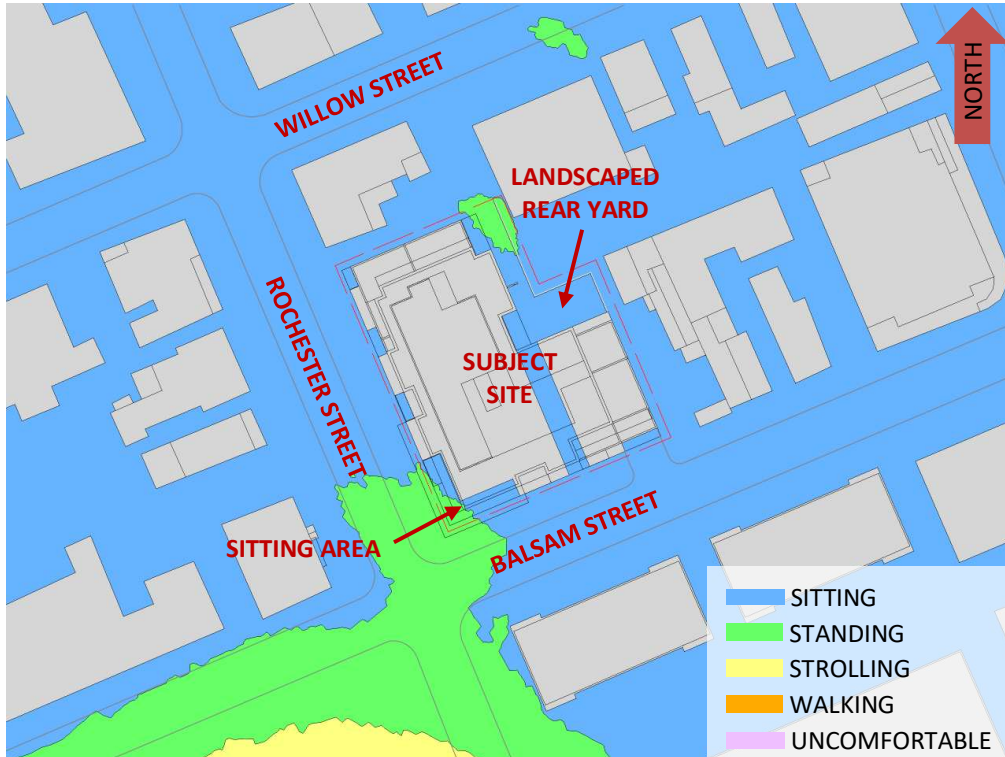 NORTH
WILLOW STREET
LANDSCAPED
REAR YARD
ROCHESTER STREET
SUBJECT
SITE
SITTING AREA
BALSAM STREET
SITTING
STANDING
STROLLING
WALKING
UNCOMFORTABLE